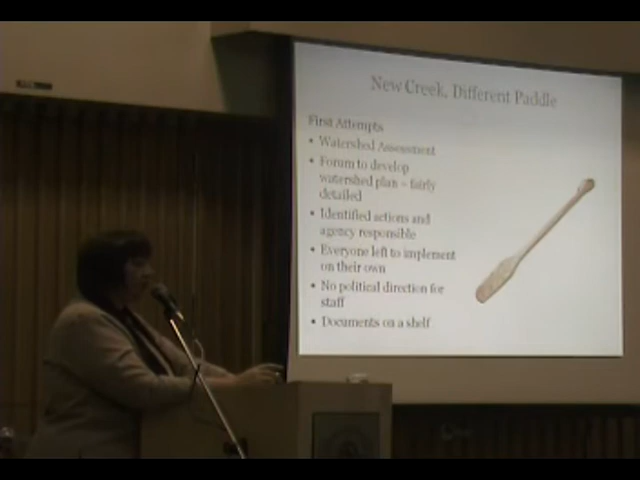 New Creek, Different Paddle
First Attempts
• Watershed Assessment
• Forum to develop
watershed plan – fairly
detailed
• Identified actions and
agency responsible
• Everyone left to implement
on their own
• No political direction for
staff
• Documents on a shelf